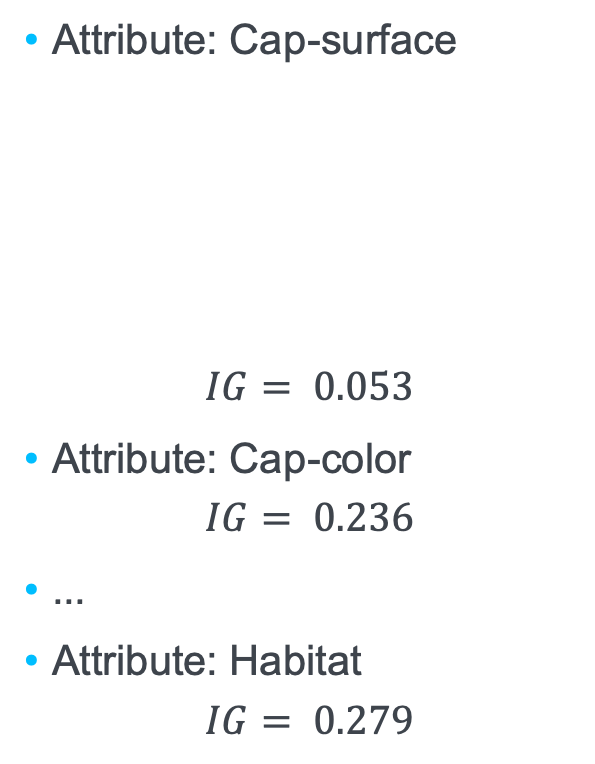 • Attribute: Cap-surface
IG = 0.053
• Attribute: Cap-color
IG = 0.236
• ...
• Attribute: Habitat
IG = 0.279